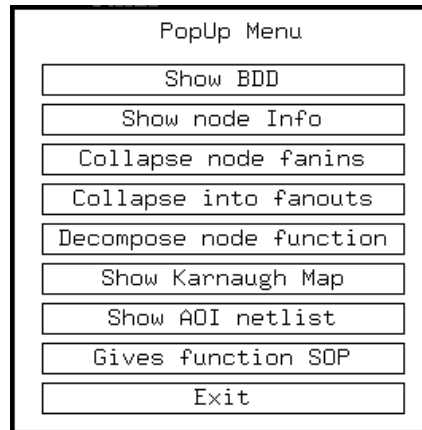 PopUp Menu
Show BDD
Show node Info
Collapse node fanins
Collapse into fanouts
Decompose node function
Show Karnaugh Map
Show AOI netlist
Gives function SOP
Exit